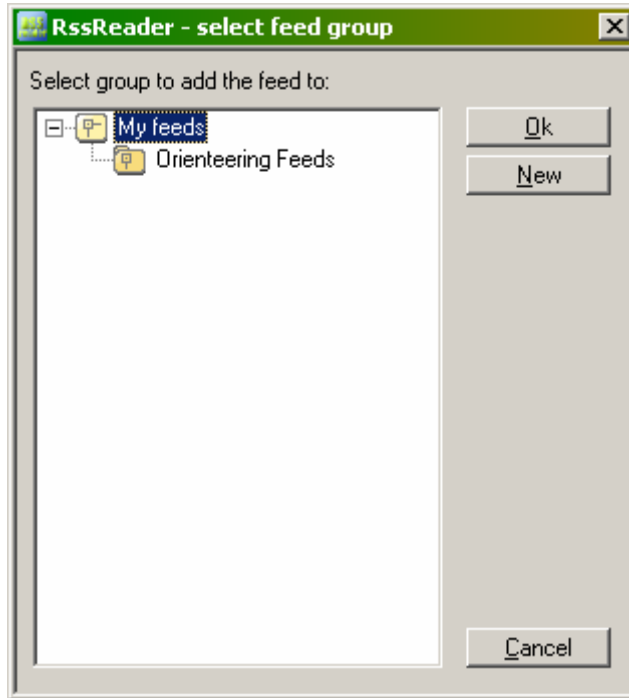 RssReader - select feed group
Select group to add the feed to:
My feeds
Orienteering Feeds
Ok
New
Cancel